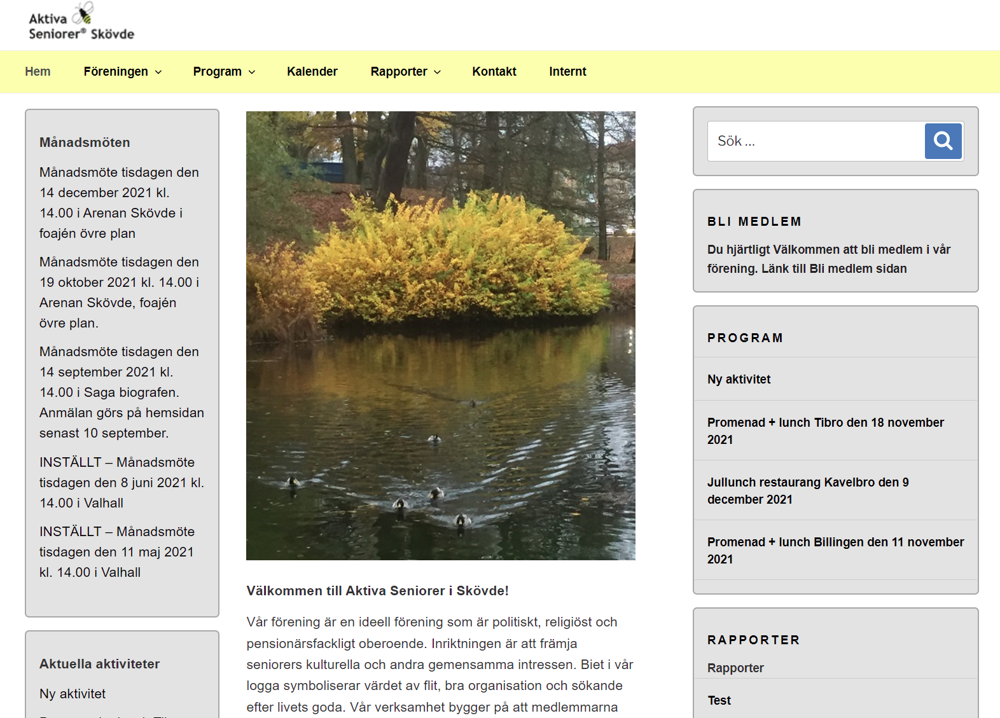 Aktiva
Seniorer® Skövde
Hem
Föreningen
Program
Kalender
Rapporter
Kontakt
Internt
Månadsmöten
Månadsmöte tisdagen den
14 december 2021 kl.
14.00 i Arenan Skövde i
foajén övre plan
Månadsmöte tisdagen den
19 oktober 2021 kl. 14.00 i
Arenan Skövde, foajén
övre plan.
Månadsmöte tisdagen den
14 september 2021 kl.
14.00 i Saga biografen.
Anmälan görs på hemsidan
senast 10 september.
INSTÄLLT – Månadsmöte
tisdagen den 8 juni 2021 kl.
14.00 i Valhall
INSTÄLLT – Månadsmöte
tisdagen den 11 maj 2021
kl. 14.00 i Valhall
Aktuella aktiviteter
Ny aktivitet
Välkommen till Aktiva Seniorer i Skövde!
Vår förening är en ideell förening som är politiskt, religiöst och
pensionärsfackligt oberoende. Inriktningen är att främja
seniorers kulturella och andra gemensamma intressen. Biet i vår
logga symboliserar värdet av flit, bra organisation och sökande
efter livets goda. Vår verksamhet bygger på att medlemmarna
Sök ...
BLI MEDLEM
Du hjärtligt Välkommen att bli medlem i vår
förening. Länk till Bli medlem sidan
PROGRAM
Ny aktivitet
Promenad + lunch Tibro den 18 november
2021
Jullunch restaurang Kavelbro den 9
december 2021
Promenad + lunch Billingen den 11 november
2021
RAPPORTER
Rapporter
Test